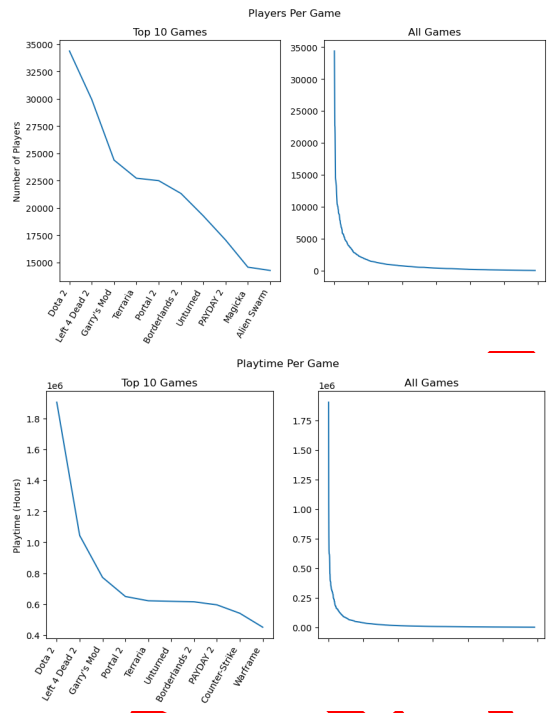 Players Per Game
Top 10 Games
All Games
35000
32500
30000
27500
25000
22500
20000
17500
15000
Number of Players
Dota 2
Left 4 Dead 2
Garry's Mod
Terraria
Portal 2
Borderlands 2
Unturned
PAYDAY 2
Magicka
Alien Swarm
35000
30000
25000
20000
15000
10000
5000
0
Playtime Per Game
Top 10 Games
All Games
1e6
1.8
1.6
1.4
1.2
1.0
0.8
0.6
0.4
Playtime (Hours)
Dota 2
Left 4 Dead 2
Garry's Mod
Portal 2
Terraria
Unturned
Borderlands 2
PAYDAY 2
Counter-Strike
Warframe
1e6
1.75
1.50
1.25
1.00
0.75
0.50
0.25
0.00